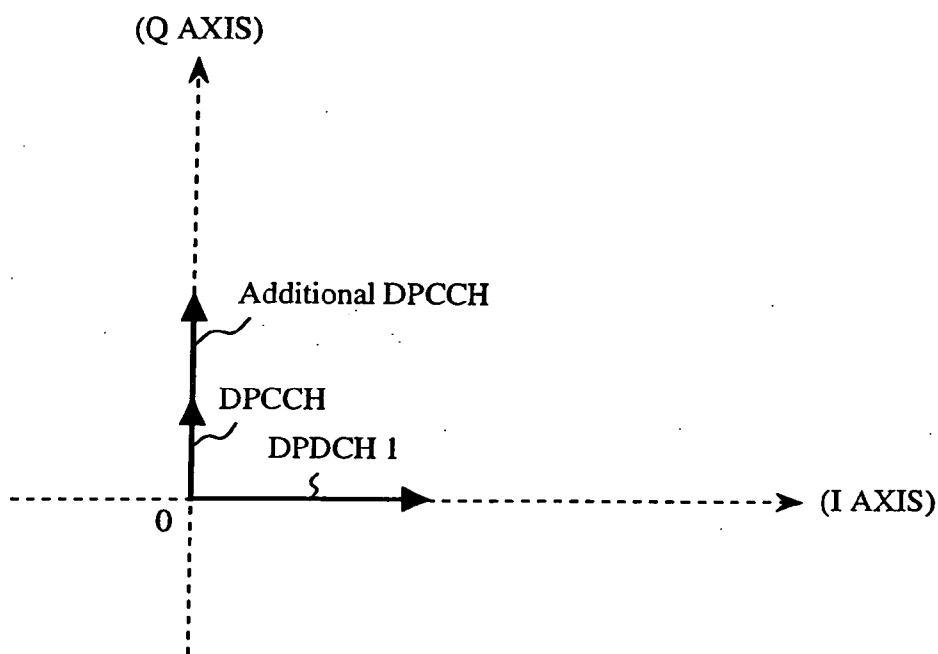 (Q AXIS)
Additional DPCCH
DPCCH
DPDCH 1
0
(I AXIS)